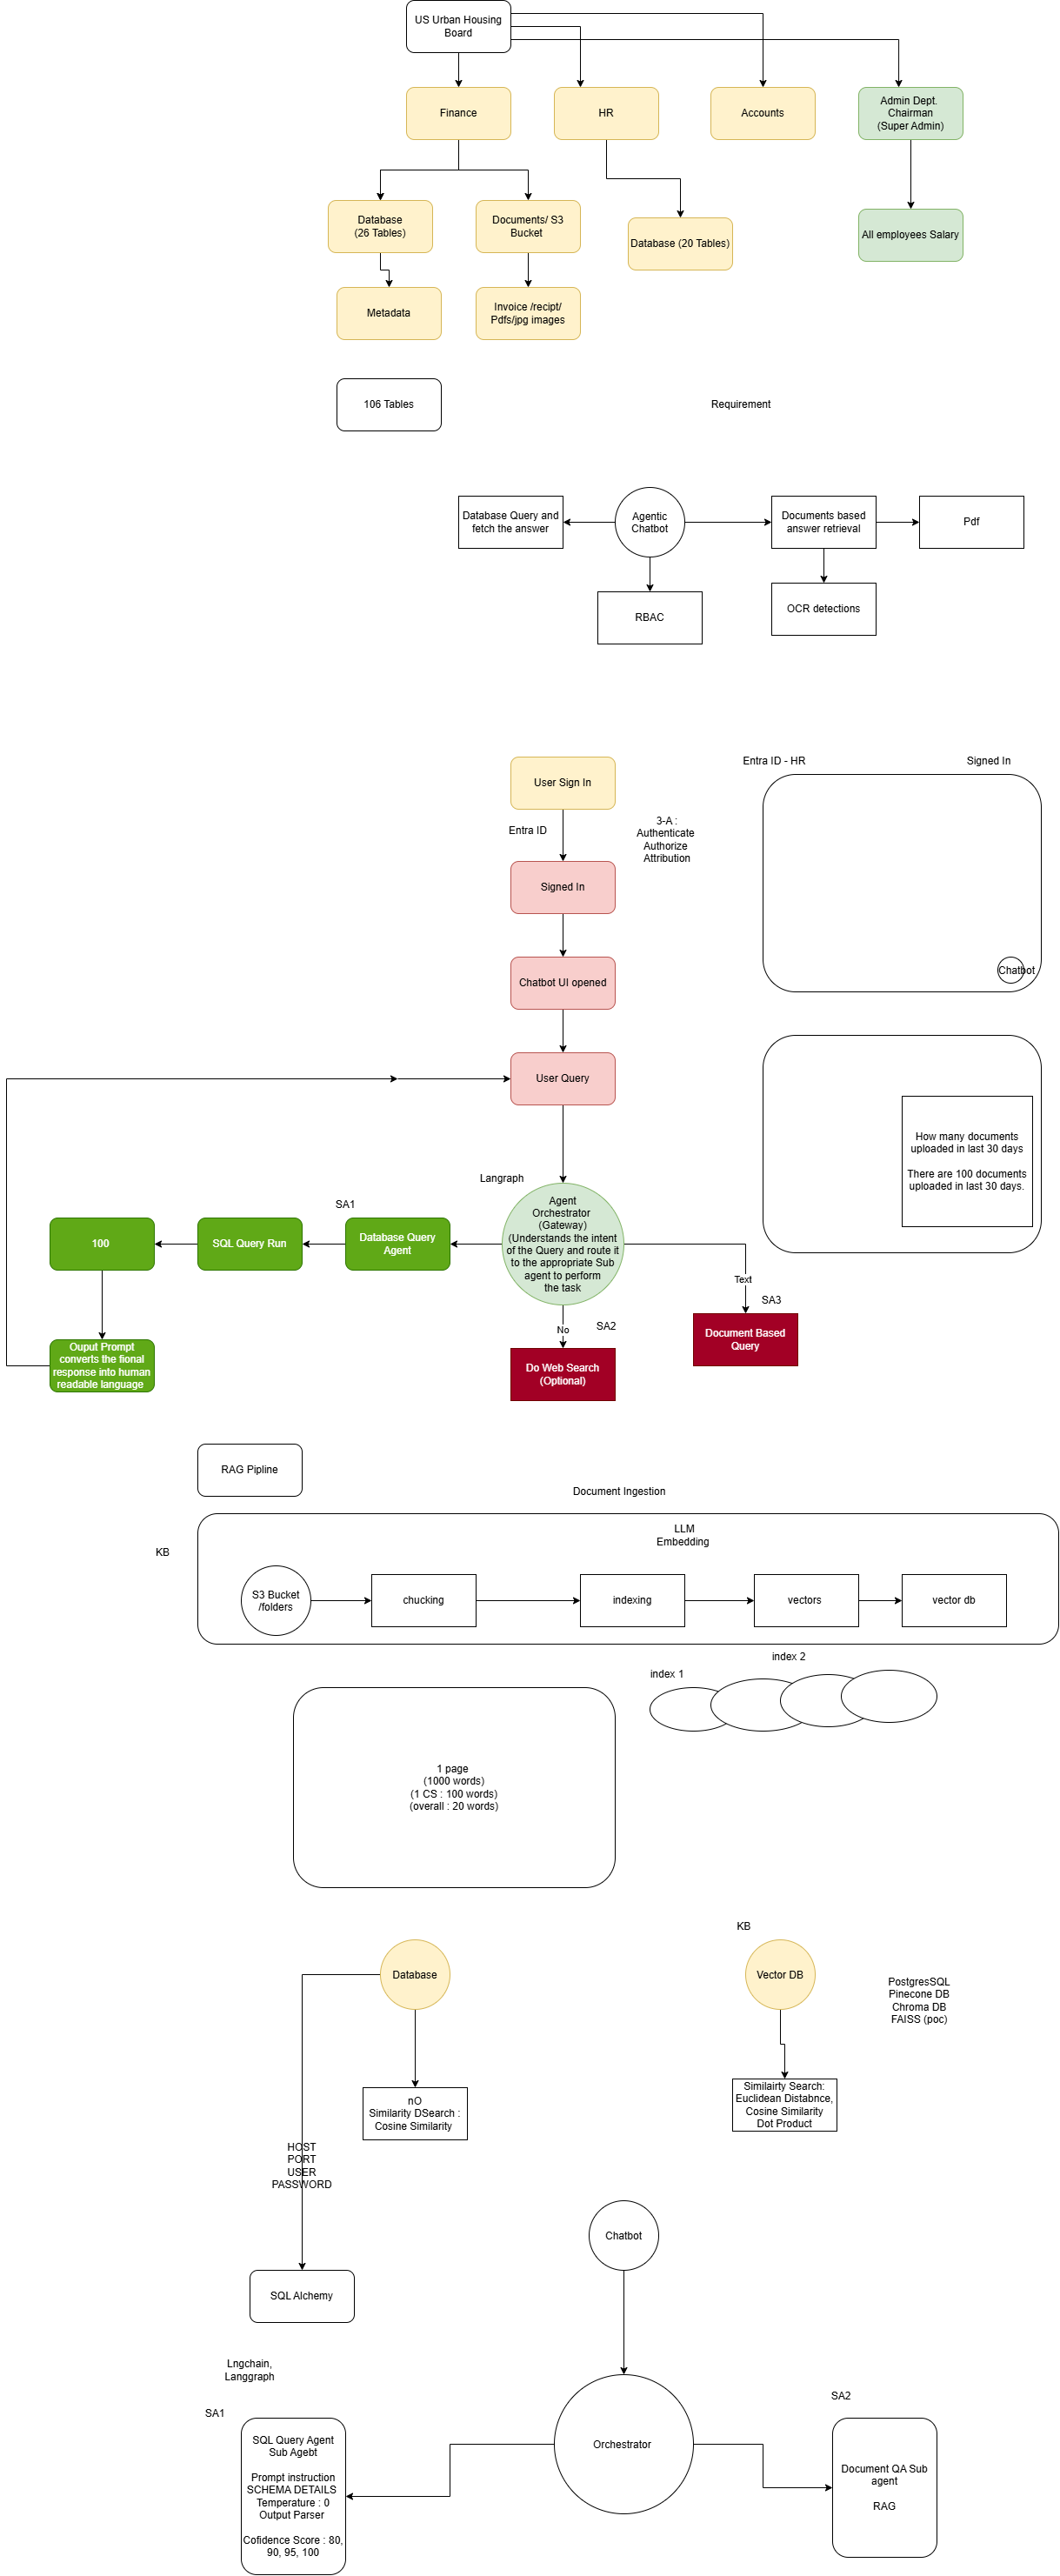 US Urban Housing
Board
Finance
HR
Accounts
Admin Dept.
Chairman
(Super Admin)
Database
(26 Tables)
Documents/ S3
Bucket
Database (20 Tables)
All employees Salary
Metadata
Invoice /recipt/
Pdfs/jpg images
106 Tables
Requirement
Database Query and
fetch the answer
Agentic
Chatbot
Documents based
answer retrieval
Pdf
RBAC
OCR detections
User Sign In
Entra ID - HR
Signed In
Entra ID
3-A :
Authenticate
Authorize
Attribution
Signed In
Chatbot UI opened
Chatbot
User Query
How many documents
uploaded in last 30 days
There are 100 documents
uploaded in last 30 days.
Langraph
SA1
Agent
Orchestrator
(Gateway)
(Understands the intent
of the Query and route it
to the appropriate Sub
agent to perform
the task
100
SQL Query Run
Database Query
Agent
Text
SA3
No
SA2
Document Based
Query
Ouput Prompt
converts the fional
response into human
readable language
Do Web Search
(Optional)
RAG Pipline
Document Ingestion
KB
LLM
Embedding
S3 Bucket
/folders
chucking
indexing
vectors
vector db
index 1
index 2
1 page
(1000 words)
(1 CS : 100 words)
(overall : 20 words)
KB
Database
Vector DB
PostgresSQL
Pinecone DB
Chroma DB
FAISS (poc)
nO
Similarity DSearch :
Cosine Similarity
Similairty Search:
Euclidean Distabnce,
Cosine Similarity
Dot Product
HOST
PORT
USER
PASSWORD
Chatbot
SQL Alchemy
Lngchain,
Langgraph
SA1
SA2
SQL Query Agent
Sub Agebt
Prompt instruction
SCHEMA DETAILS
Temperature : 0
Output Parser
Cofidence Score : 80,
90, 95, 100
Orchestrator
Document QA Sub
agent
RAG